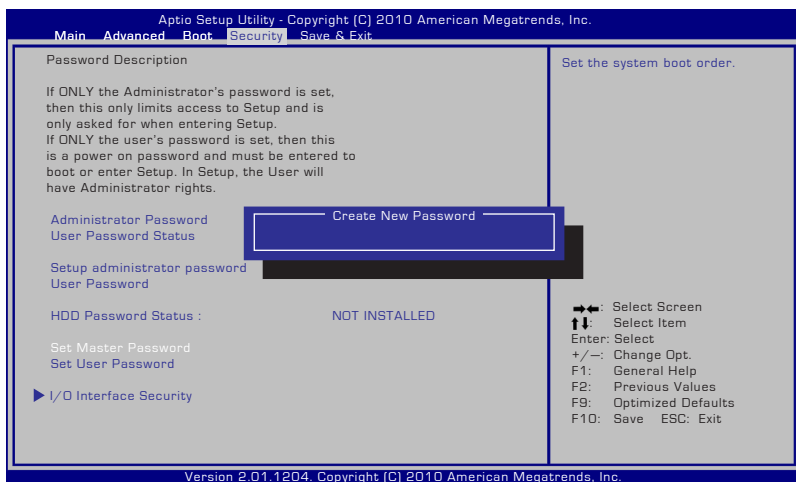 Aptio Setup Utility - Copyright (C) 2010 American Megatrends, Inc.
Main Advanced Boot Security Save & Exit
Password Description
If ONLY the Administrator's password is set,
then this only limits access to Setup and is
only asked for when entering Setup.
If ONLY the user's password is set, then this
is a power on password and must be entered to
boot or enter Setup. In Setup, the User will
have Administrator rights.
Administrator Password
User Password Status
Create New Password
Setup administrator password
User Password
HDD Password Status : NOT INSTALLED
Set Master Password
Set User Password
I/O Interface Security
Set the system boot order.
→←: Select Screen
↑↓: Select Item
Enter: Select
+/—: Change Opt.
F1: General Help
F2: Previous Values
F9: Optimized Defaults
F10: Save ESC: Exit
Version 2.01.1204. Copyright (C) 2010 American Megatrends, Inc.